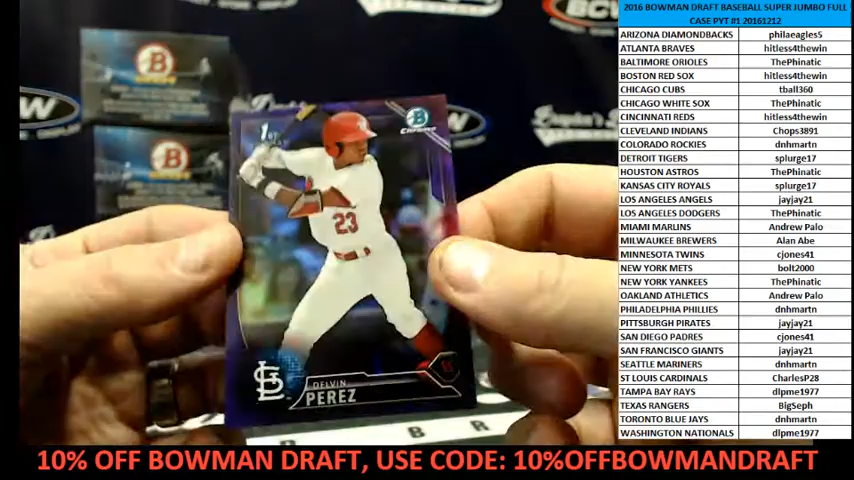 2016 BOWMAN DRAFT BASEBALL SUPER JUMBO FULL
CASE PYT #1 20161212
ARIZONA DIAMONDBACKS philaeagles5
ATLANTA BRAVES hitless4thewin
BALTIMORE ORIOLES ThePhinatic
BOSTON RED SOX hitless4thewin
CHICAGO CUBS tball360
CHICAGO WHITE SOX ThePhinatic
CINCINNATI REDS hitless4thewin
CLEVELAND INDIANS Chops3891
COLORADO ROCKIES dnhmartn
DETROIT TIGERS splurge17
HOUSTON ASTROS ThePhinatic
KANSAS CITY ROYALS splurge17
LOS ANGELES ANGELS jayjay21
LOS ANGELES DODGERS ThePhinatic
MIAMI MARLINS Andrew Palo
MILWAUKEE BREWERS Alan Abe
MINNESOTA TWINS cjones41
NEW YORK METS bolt2000
NEW YORK YANKEES ThePhinatic
OAKLAND ATHLETICS Andrew Palo
PHILADELPHIA PHILLIES dnhmartn
PITTSBURGH PIRATES jayjay21
SAN DIEGO PADRES cjones41
SAN FRANCISCO GIANTS jayjay21
SEATTLE MARINERS dnhmartn
ST LOUIS CARDINALS CharlesP28
TAMPA BAY RAYS dlpme1977
TEXAS RANGERS BigSeph
TORONTO BLUE JAYS dnhmartn
WASHINGTON NATIONALS dlpme1977
BCW
1st
B
CHROME
23
StL
DELVIN
PEREZ
10% OFF BOWMAN DRAFT, USE CODE: 10%OFFBOWMANDRAFT